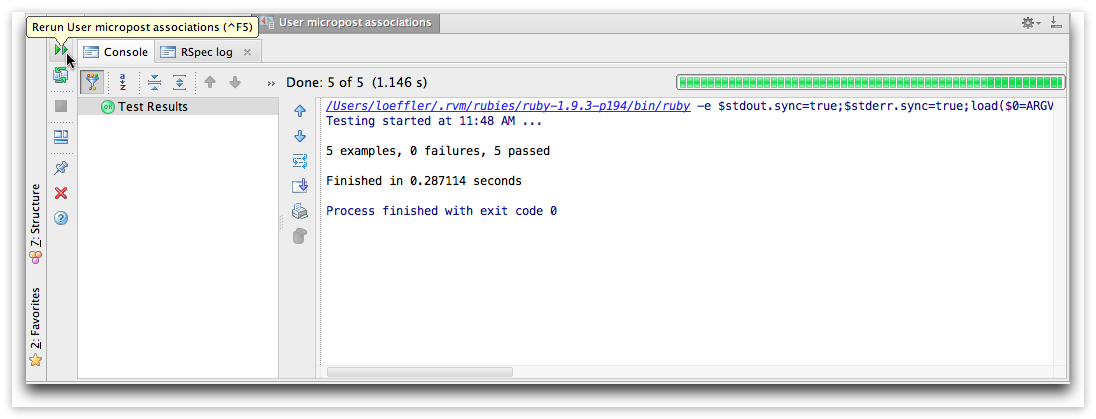 Rerun User micropost associations (^F5)
User micropost associations
Console
RSpec log
Done: 5 of 5 (1.146 s)
Test Results
/Users/loeffler/.rvm/rubies/ruby-1.9.3-p194/bin/ruby -e $stdout.sync=true;$stderr.sync=true;load($0=ARGV
Testing started at 11:48 AM ...
5 examples, 0 failures, 5 passed
Finished in 0.287114 seconds
Process finished with exit code 0
7: Structure
2: Favorites
a
z
OK